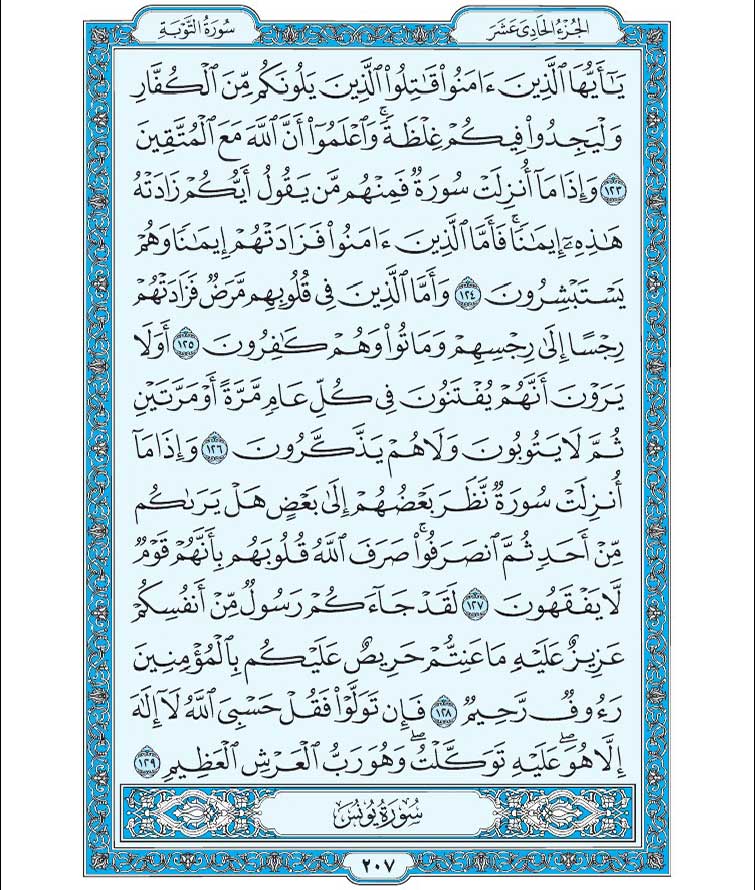 الجُزْءُ الحَادِىَ عَشَرَ
سُورَةُ التَّوْبَةِ
يَـٰٓأَيُّهَا ٱلَّذِينَ ءَامَنُوا۟ قَـٰتِلُوا۟ ٱلَّذِينَ يَلُونَكُم مِّنَ ٱلْكُفَّارِ
وَلْيَجِدُوا۟ فِيكُمْ غِلْظَةً ۚ وَٱعْلَمُوٓا۟ أَنَّ ٱللَّهَ مَعَ ٱلْمُتَّقِينَ
١٢٣ وَإِذَا مَآ أُنزِلَتْ سُورَةٌ فَمِنْهُم مَّن يَقُولُ أَيُّكُمْ زَادَتْهُ
هَـٰذِهِۦٓ إِيمَـٰنًا ۚ فَأَمَّا ٱلَّذِينَ ءَامَنُوا۟ فَزَادَتْهُمْ إِيمَـٰنًا وَهُمْ
يَسْتَبْشِرُونَ ١٢٤ وَأَمَّا ٱلَّذِينَ فِى قُلُوبِهِم مَّرَضٌ فَزَادَتْهُمْ
رِجْسًا إِلَىٰ رِجْسِهِمْ وَمَاتُوا۟ وَهُمْ كَـٰفِرُونَ ١٢٥ أَوَلَا
يَرَوْنَ أَنَّهُمْ يُفْتَنُونَ فِى كُلِّ عَامٍ مَّرَّةً أَوْ مَرَّتَيْنِ
ثُمَّ لَا يَتُوبُونَ وَلَا هُمْ يَذَّكَّرُونَ ١٢٦ وَإِذَا مَآ
أُنزِلَتْ سُورَةٌ نَّظَرَ بَعْضُهُمْ إِلَىٰ بَعْضٍ هَلْ يَرَىٰكُم
مِّنْ أَحَدٍ ثُمَّ ٱنصَرَفُوا۟ ۚ صَرَفَ ٱللَّهُ قُلُوبَهُم بِأَنَّهُمْ قَوْمٌ
لَّا يَفْقَهُونَ ١٢٧ لَقَدْ جَآءَكُمْ رَسُولٌ مِّنْ أَنفُسِكُمْ
عَزِيزٌ عَلَيْهِ مَا عَنِتُّمْ حَرِيصٌ عَلَيْكُم بِٱلْمُؤْمِنِينَ
رَءُوفٌ رَّحِيمٌ ١٢٨ فَإِن تَوَلَّوْا۟ فَقُلْ حَسْبِىَ ٱللَّهُ لَآ إِلَـٰهَ
إِلَّا هُوَ ۖ عَلَيْهِ تَوَكَّلْتُ ۖ وَهُوَ رَبُّ ٱلْعَرْشِ ٱلْعَظِيمِ ١٢٩
سُورَةُ يُونُسَ
٢٠٧